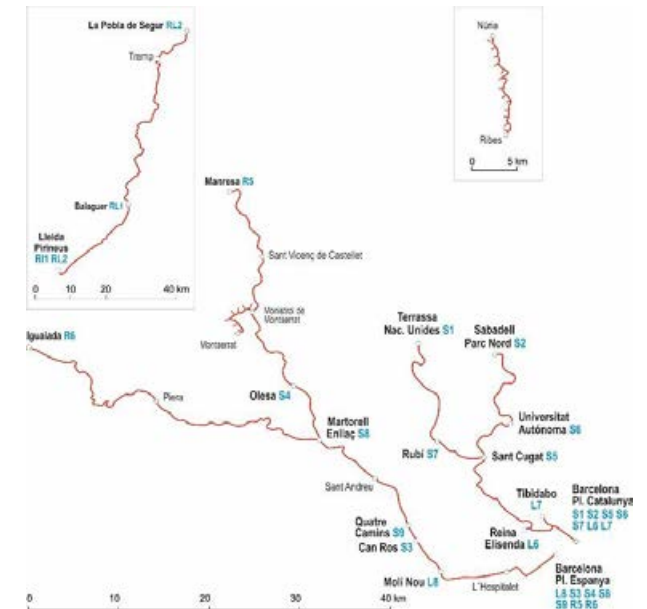 La Pobla de Segur RL2
Tramp
Balaguer RL1
Lleida
Pirineus
Rl1 RL2
0 20 40 km
Núria
Ribes
0 5 km
Manresa R5
Sant Vicenç de Castellet
Monistrol de
Montserrat
Montserrat
Igualada R6
Piera
Olesa S4
Martorell
Enllaç S8
Terrassa
Nac. Unides S1
Sabadell
Parc Nord S2
Universitat
Autónoma S6
Rubí S7
Sant Cugat S5
Sant Andreu
Tibidabo
L7
Barcelona
Pl. Catalunya
S1 S2 S5 S6
S7 L6 L7
Quatre
Camins S9
Can Ros S3
Reina
Elisenda L6
Molí Nou L8
L´Hospitalet
Barcelona
Pl. Espanya
L8 S3 S4 S8
S9 R5 R6
0 10 20 30 40 km